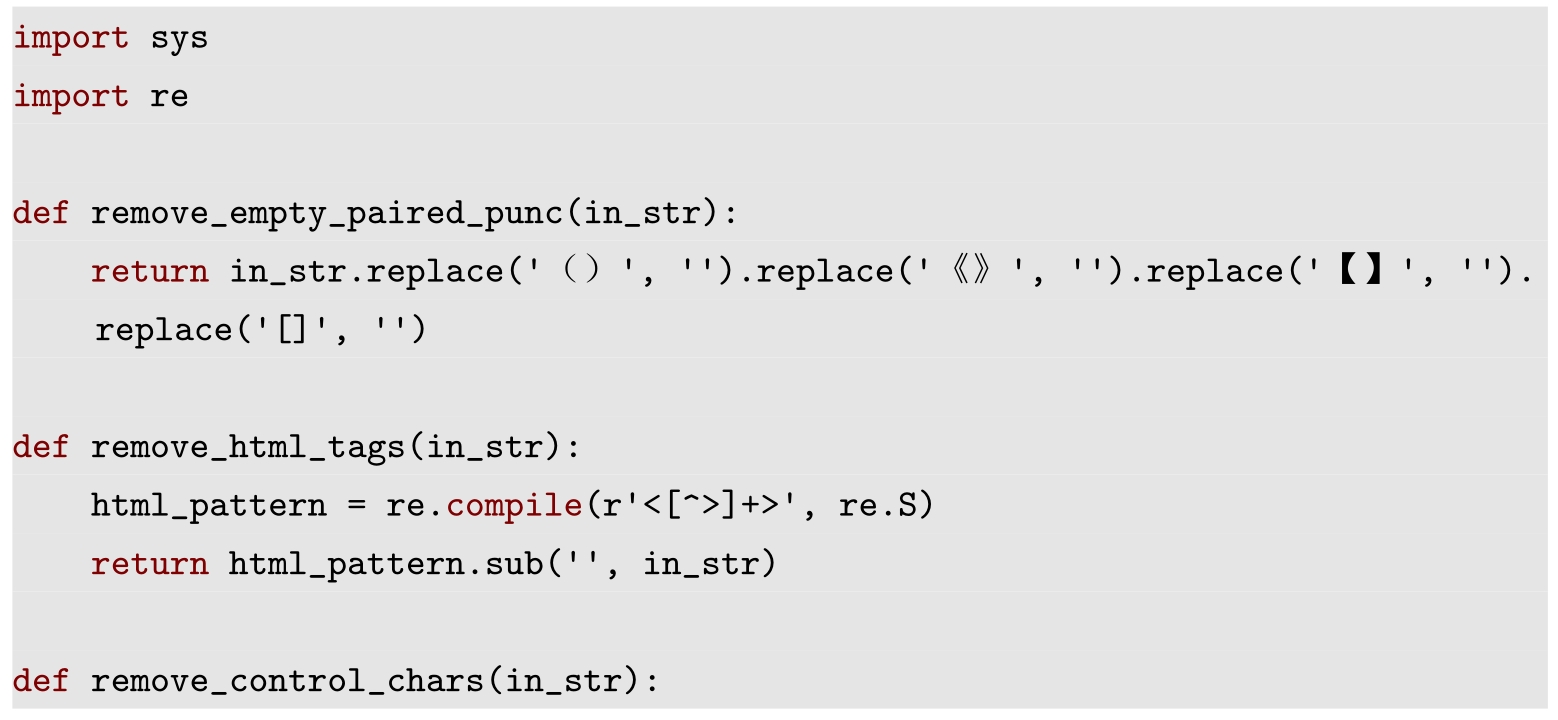 import sys
import re
def remove_empty_paired_punc(in_str):
    return in_str.replace('（）', '').replace('《》', '').replace('【】', '').
    replace('[]', '')
def remove_html_tags(in_str):
    html_pattern = re.compile(r'<[^>]+>', re.S)
    return html_pattern.sub('', in_str)
def remove_control_chars(in_str):